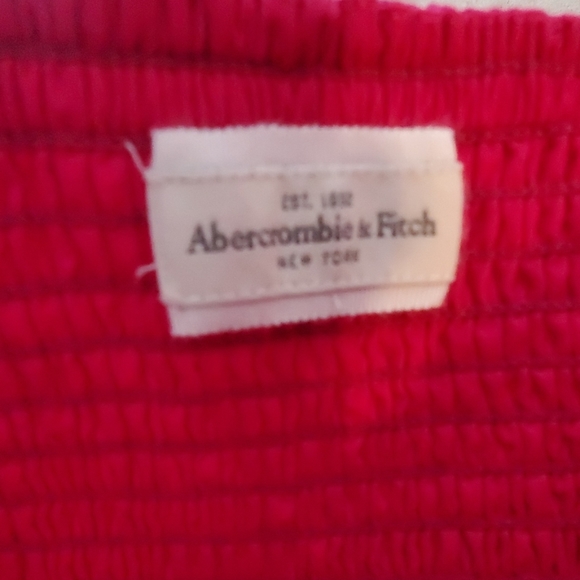 EST. 1892
Abercrombie & Fitch
NEW YORK